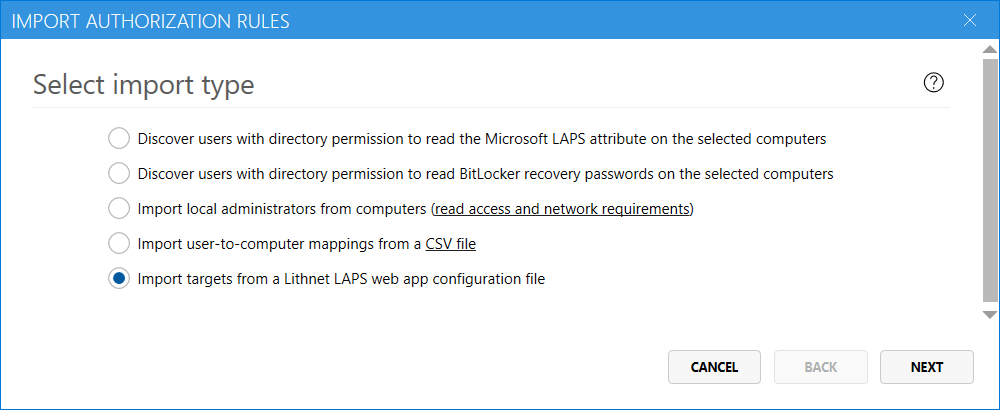 IMPORT AUTHORIZATION RULES
Select import type
?
Discover users with directory permission to read the Microsoft LAPS attribute on the selected computers
Discover users with directory permission to read BitLocker recovery passwords on the selected computers
Import local administrators from computers (read access and network requirements)
Import user-to-computer mappings from a CSV file
Import targets from a Lithnet LAPS web app configuration file
CANCEL BACK NEXT